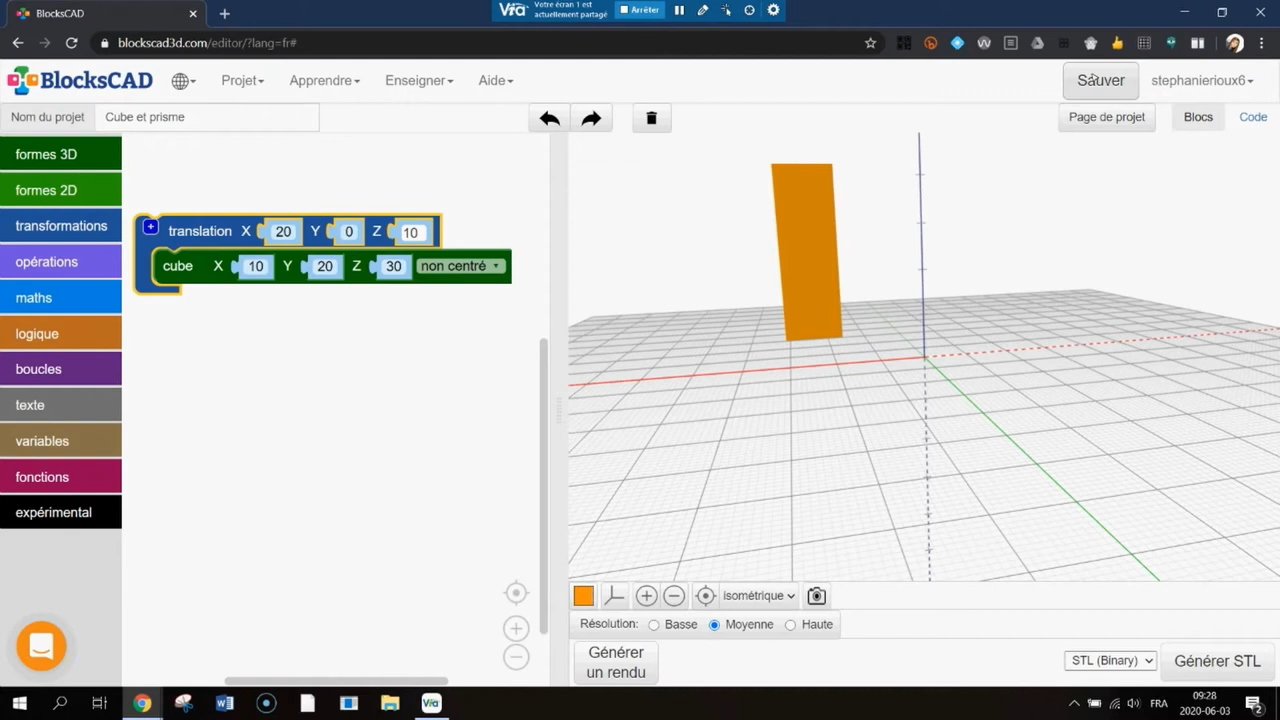 BlocksCAD
Via
Votre écran 1 est
actuellement partagé
Arrêter
blockscad3d.com/editor/?lang=fr#
BlocksCAD
Projet
Apprendre
Enseigner
Aide
Sauver
stephanierioux6
Nom du projet
Cube et prisme
Page de projet
Blocs
Code
formes 3D
formes 2D
transformations
opérations
maths
logique
boucles
texte
variables
fonctions
expérimental
+ translation X 20 Y 0 Z 10
cube X 10 Y 20 Z 30 non centré
isométrique
Résolution: Basse Moyenne Haute
Générer
un rendu
STL (Binary)
Générer STL
Via
FRA
09:28
2020-06-03
2